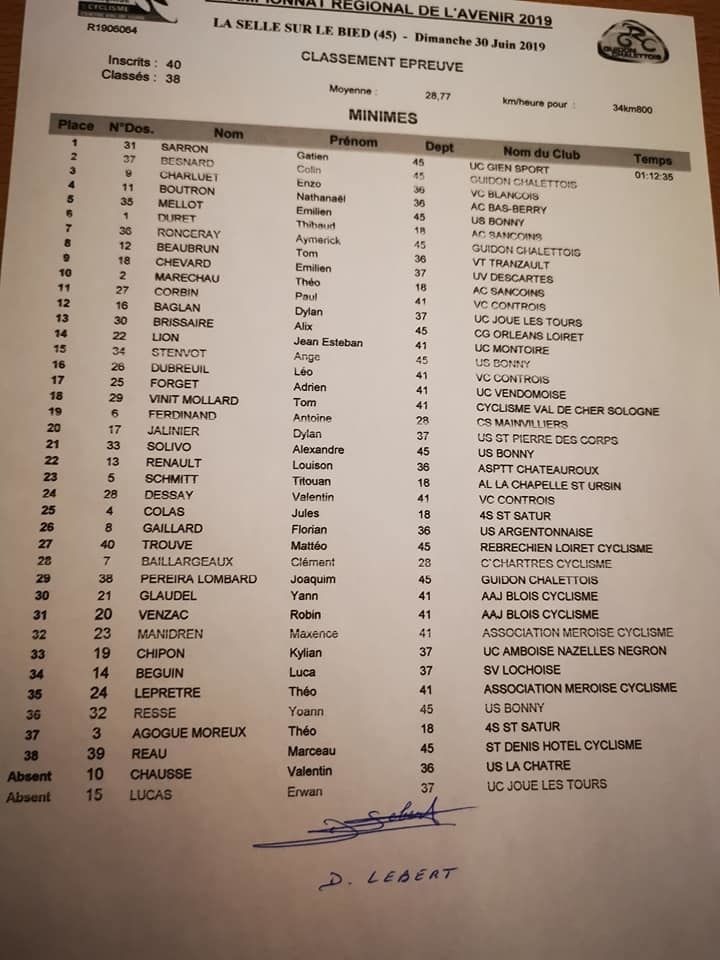 CYCLISME
R1906064
CHAMPIONNAT REGIONAL DE L'AVENIR 2019
LA SELLE SUR LE BIED (45) - Dimanche 30 Juin 2019
GUIDON CHALETTOIS
CLASSEMENT EPREUVE
Inscrits : 40
Classés : 38
Moyenne : 28,77 km/heure pour : 34km800
MINIMES
Place N°Dos. Nom Prénom Dept Nom du Club Temps
1 31 SARRON Gatien 45 UC GIEN SPORT 01:12:35
2 37 BESNARD Colin 45 GUIDON CHALETTOIS
3 9 CHARLUET Enzo 36 VC BLANCOIS
4 11 BOUTRON Nathanaël 36 AC BAS-BERRY
5 35 MELLOT Emilien 45 US BONNY
6 1 DURET Thibaud 18 AC SANCOINS
7 36 RONCERAY Aymerick 45 GUIDON CHALETTOIS
8 12 BEAUBRUN Tom 36 VT TRANZAULT
9 18 CHEVARD Emilien 37 UV DESCARTES
10 2 MARECHAU Théo 18 AC SANCOINS
11 27 CORBIN Paul 41 VC CONTROIS
12 16 BAGLAN Dylan 37 UC JOUE LES TOURS
13 30 BRISSAIRE Alix 45 CG ORLEANS LOIRET
14 22 LION Jean Esteban 41 UC MONTOIRE
15 34 STENVOT Ange 45 US BONNY
16 26 DUBREUIL Léo 41 VC CONTROIS
17 25 FORGET Adrien 41 UC VENDOMOISE
18 29 VINIT MOLLARD Tom 41 CYCLISME VAL DE CHER SOLOGNE
19 6 FERDINAND Antoine 28 CS MAINVILLIERS
20 17 JALINIER Dylan 37 US ST PIERRE DES CORPS
21 33 SOLIVO Alexandre 45 US BONNY
22 13 RENAULT Louison 36 ASPTT CHATEAUROUX
23 5 SCHMITT Titouan 18 AL LA CHAPELLE ST URSIN
24 28 DESSAY Valentin 41 VC CONTROIS
25 4 COLAS Jules 18 4S ST SATUR
26 8 GAILLARD Florian 36 US ARGENTONNAISE
27 40 TROUVE Mattéo 45 REBRECHIEN LOIRET CYCLISME
28 7 BAILLARGEAUX Clément 28 C'CHARTRES CYCLISME
29 38 PEREIRA LOMBARD Joaquim 45 GUIDON CHALETTOIS
30 21 GLAUDEL Yann 41 AAJ BLOIS CYCLISME
31 20 VENZAC Robin 41 AAJ BLOIS CYCLISME
32 23 MANIDREN Maxence 41 ASSOCIATION MEROISE CYCLISME
33 19 CHIPON Kylian 37 UC AMBOISE NAZELLES NEGRON
34 14 BEGUIN Luca 37 SV LOCHOISE
35 24 LEPRETRE Théo 41 ASSOCIATION MEROISE CYCLISME
36 32 RESSE Yoann 45 US BONNY
37 3 AGOGUE MOREUX Théo 18 4S ST SATUR
38 39 REAU Marceau 45 ST DENIS HOTEL CYCLISME
Absent 10 CHAUSSE Valentin 36 US LA CHATRE
Absent 15 LUCAS Erwan 37 UC JOUE LES TOURS
D. LEBERT